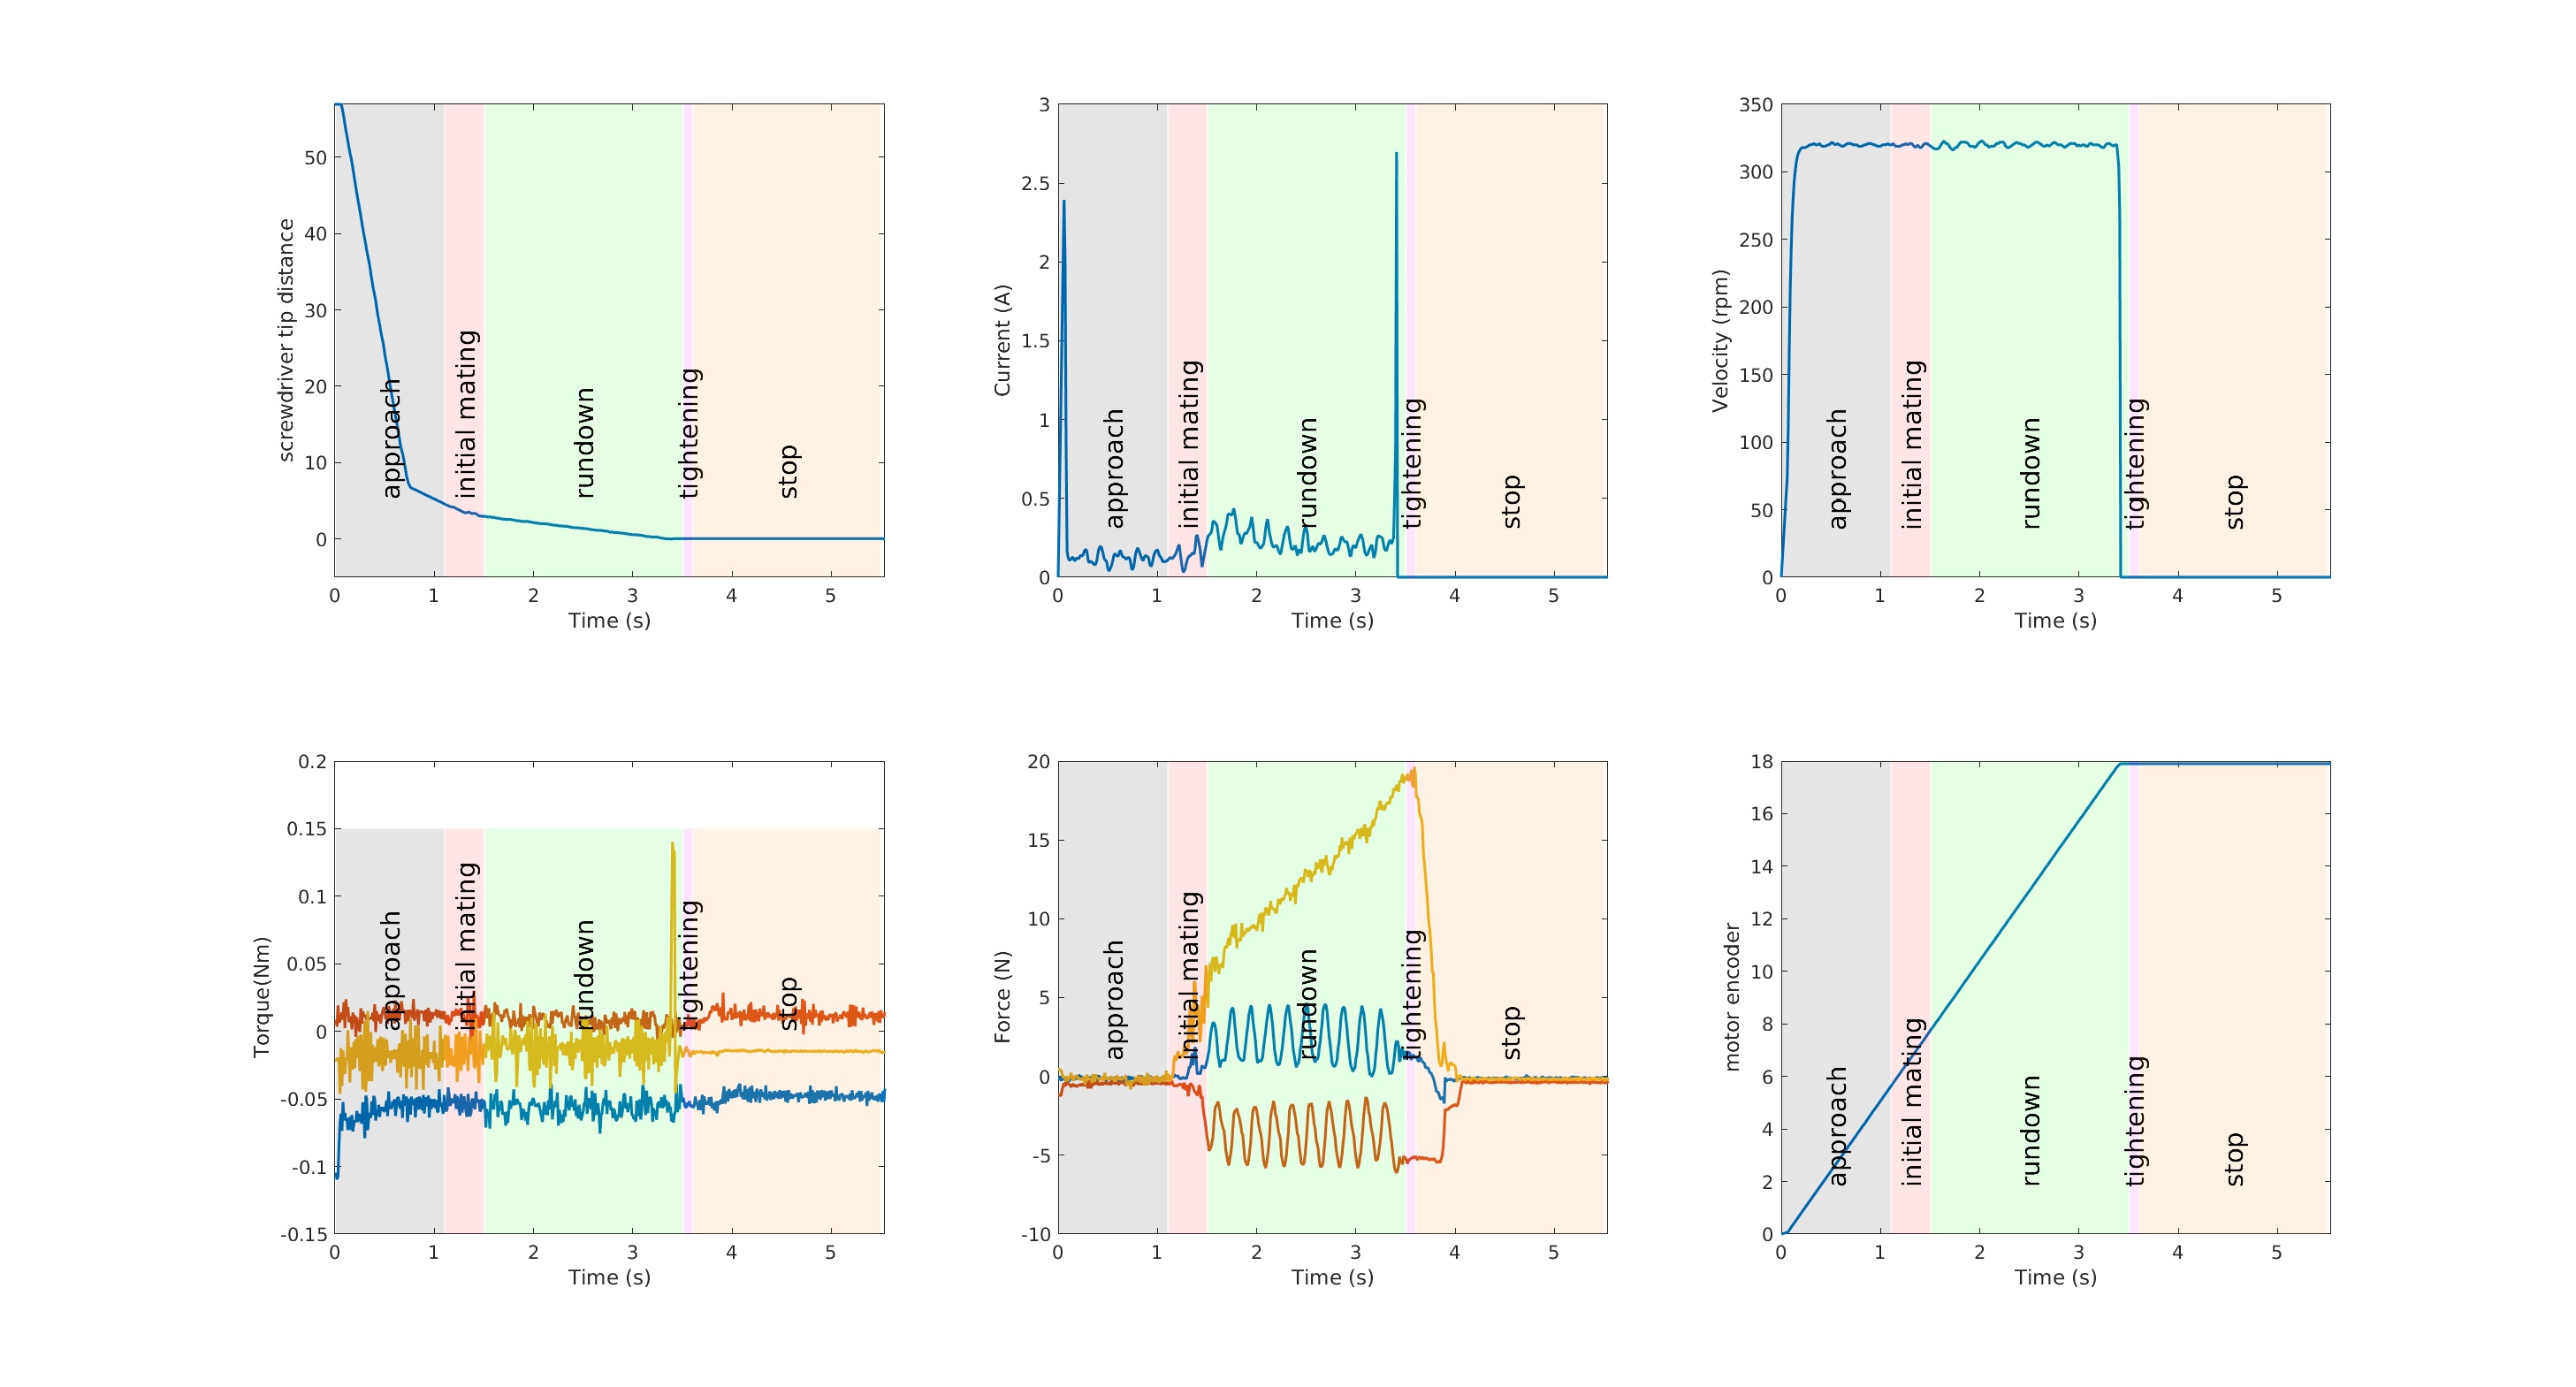 screwdriver tip distance
50
40
30
20
10
0
approach
initial mating
rundown
tightening
stop
0 1 2 3 4 5
Time (s)
Current (A)
3
2.5
2
1.5
1
0.5
0
approach
initial mating
rundown
tightening
stop
0 1 2 3 4 5
Time (s)
Velocity (rpm)
350
300
250
200
150
100
50
0
approach
initial mating
rundown
tightening
stop
0 1 2 3 4 5
Time (s)
Torque(Nm)
0.2
0.15
0.1
0.05
0
-0.05
-0.1
-0.15
approach
initial mating
rundown
tightening
stop
0 1 2 3 4 5
Time (s)
Force (N)
20
15
10
5
0
-5
-10
approach
initial mating
rundown
tightening
stop
0 1 2 3 4 5
Time (s)
motor encoder
18
16
14
12
10
8
6
4
2
0
approach
initial mating
rundown
tightening
stop
0 1 2 3 4 5
Time (s)